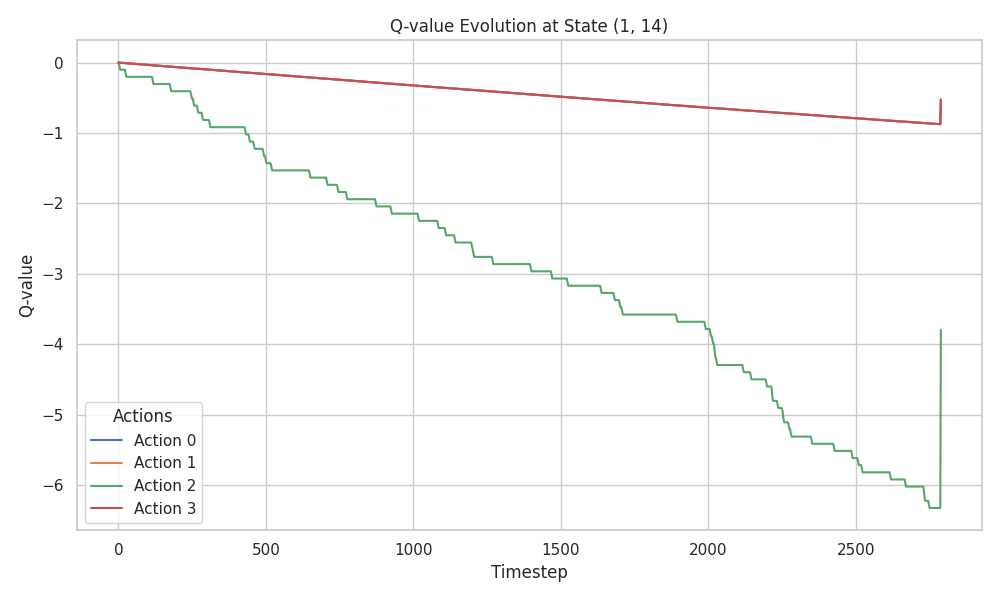 Q-value Evolution at State (1, 14)
0
−1
−2
−3
−4
−5
−6
Q-value
Actions
Action 0
Action 1
Action 2
Action 3
0 500 1000 1500 2000 2500
Timestep